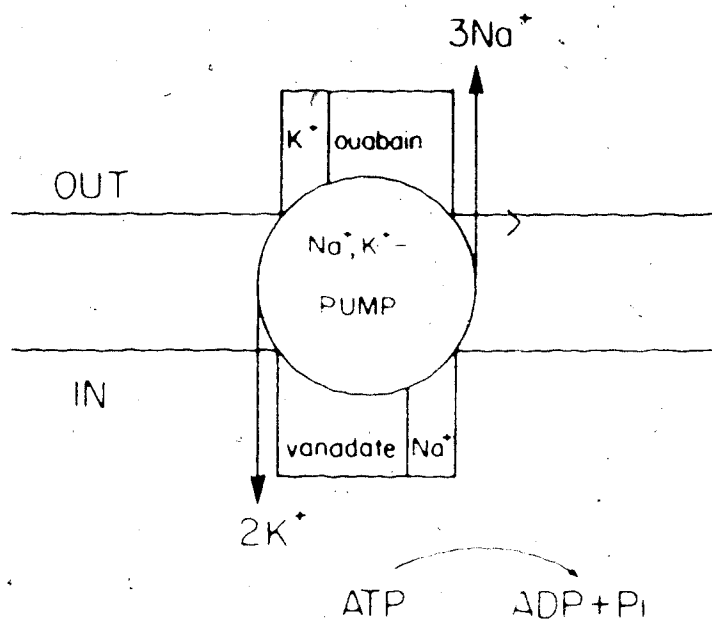 3Na⁺
K⁺ ouabain
OUT
Na⁺, K⁺-
PUMP
IN
vanadate Na⁺
2K⁺
ATP ADP + Pi